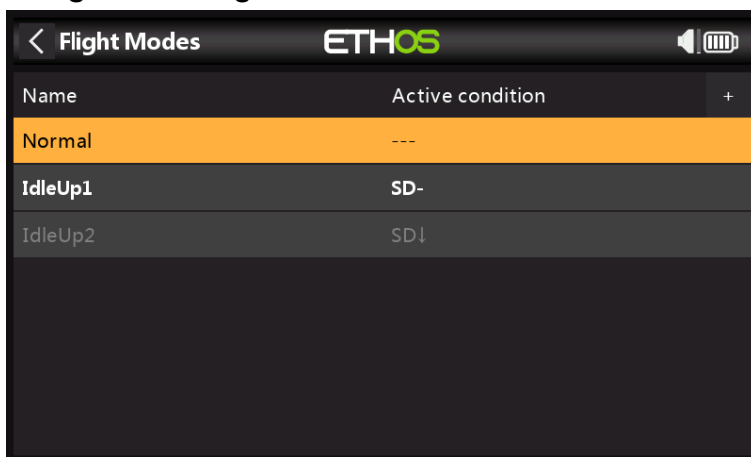 Flight Modes ETHOS
Name Active condition +
Normal ---
IdleUp1 SD-
IdleUp2 SD↓